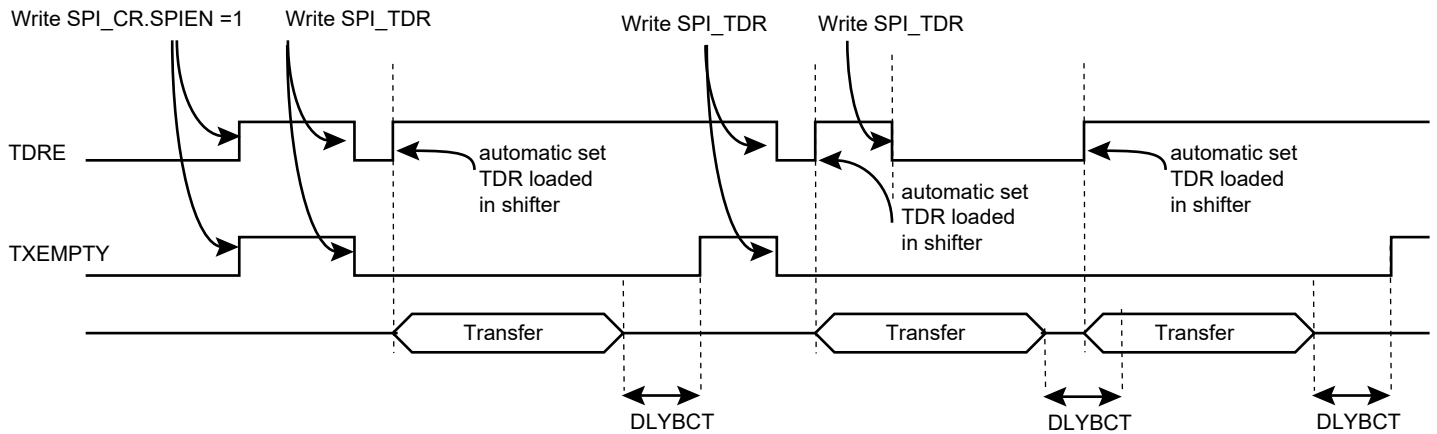 Write SPI_CR.SPIEN =1
Write SPI_TDR
Write SPI_TDR
Write SPI_TDR
TDRE
automatic set
TDR loaded
in shifter
automatic set
TDR loaded
in shifter
automatic set
TDR loaded
in shifter
TXEMPTY
Transfer
Transfer
Transfer
DLYBCT
DLYBCT
DLYBCT